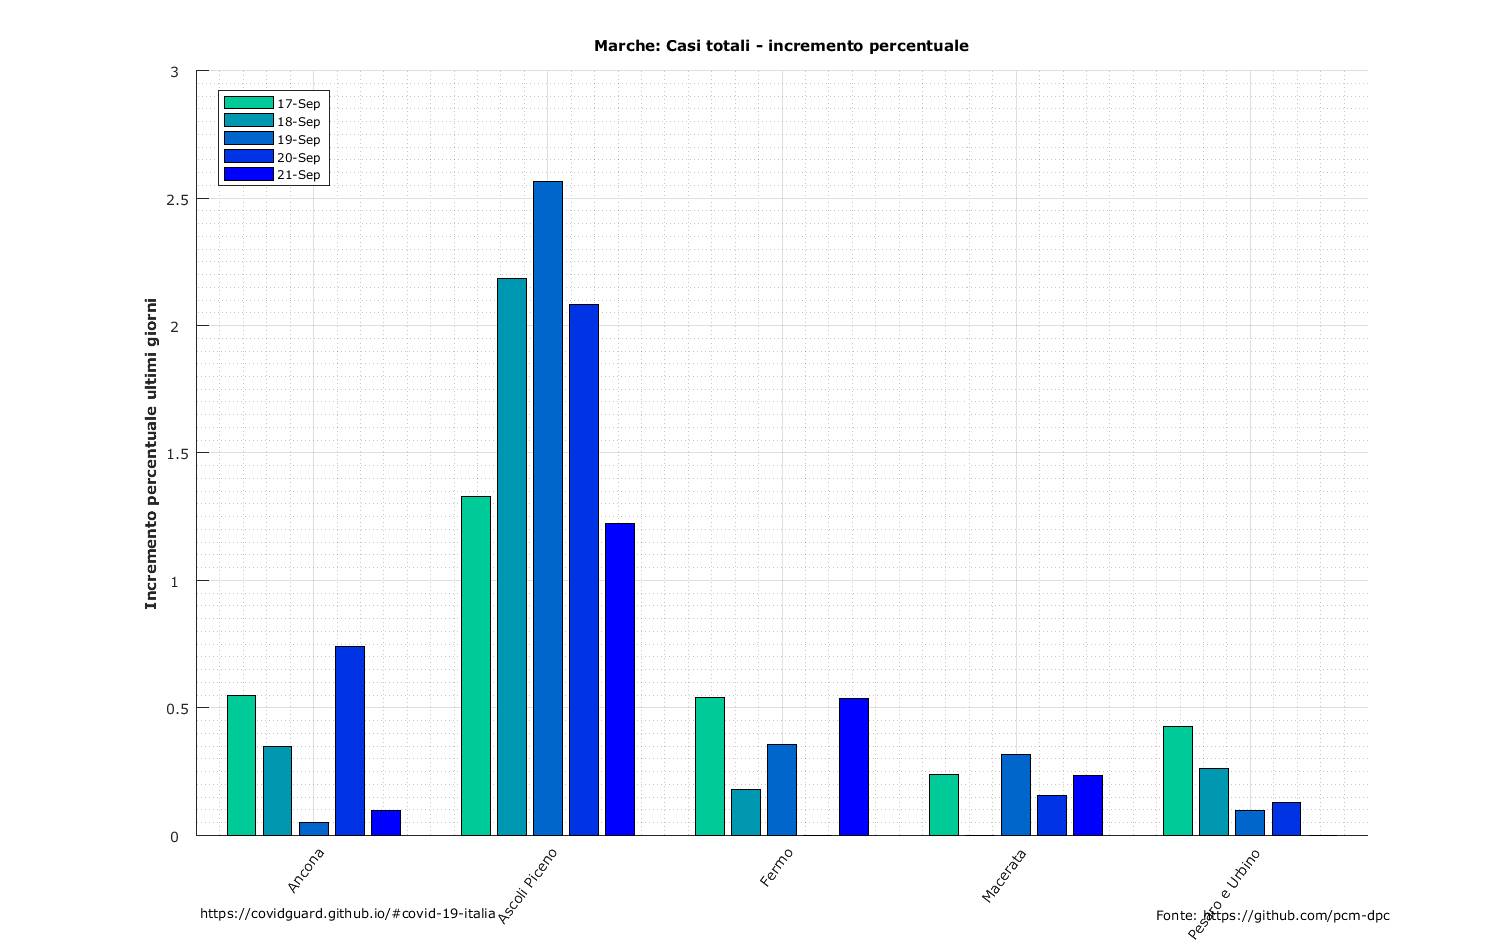 Marche: Casi totali - incremento percentuale
Incremento percentuale ultimi giorni
3
2.5
2
1.5
1
0.5
0
17-Sep
18-Sep
19-Sep
20-Sep
21-Sep
Ancona
Ascoli Piceno
Fermo
Macerata
Pesaro e Urbino
https://covidguard.github.io/#covid-19-italia
Fonte: https://github.com/pcm-dpc